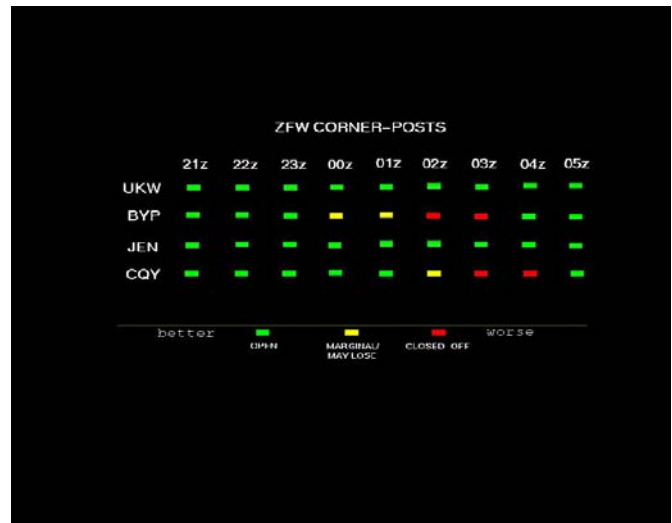 ZFW CORNER-POSTS
21z 22z 23z 00z 01z 02z 03z 04z 05z
UKW
BYP
JEN
CQY
better worse
OPEN MARGINAL/ CLOSED OFF
MAY LOSE